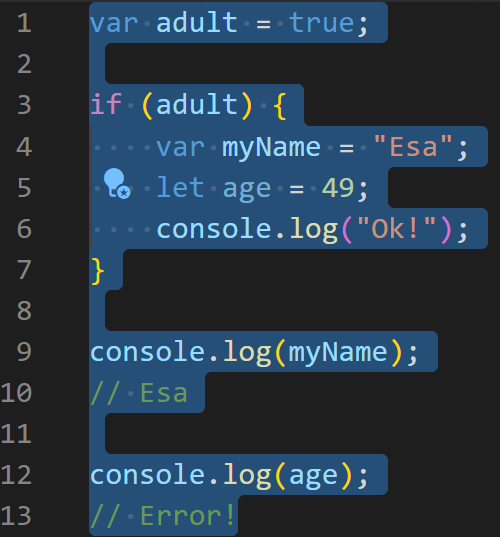 1 var adult = true;
2
3 if (adult) {
4     var myName = "Esa";
5     let age = 49;
6     console.log("Ok!");
7 }
8
9 console.log(myName);
10 // Esa
11
12 console.log(age);
13 // Error!